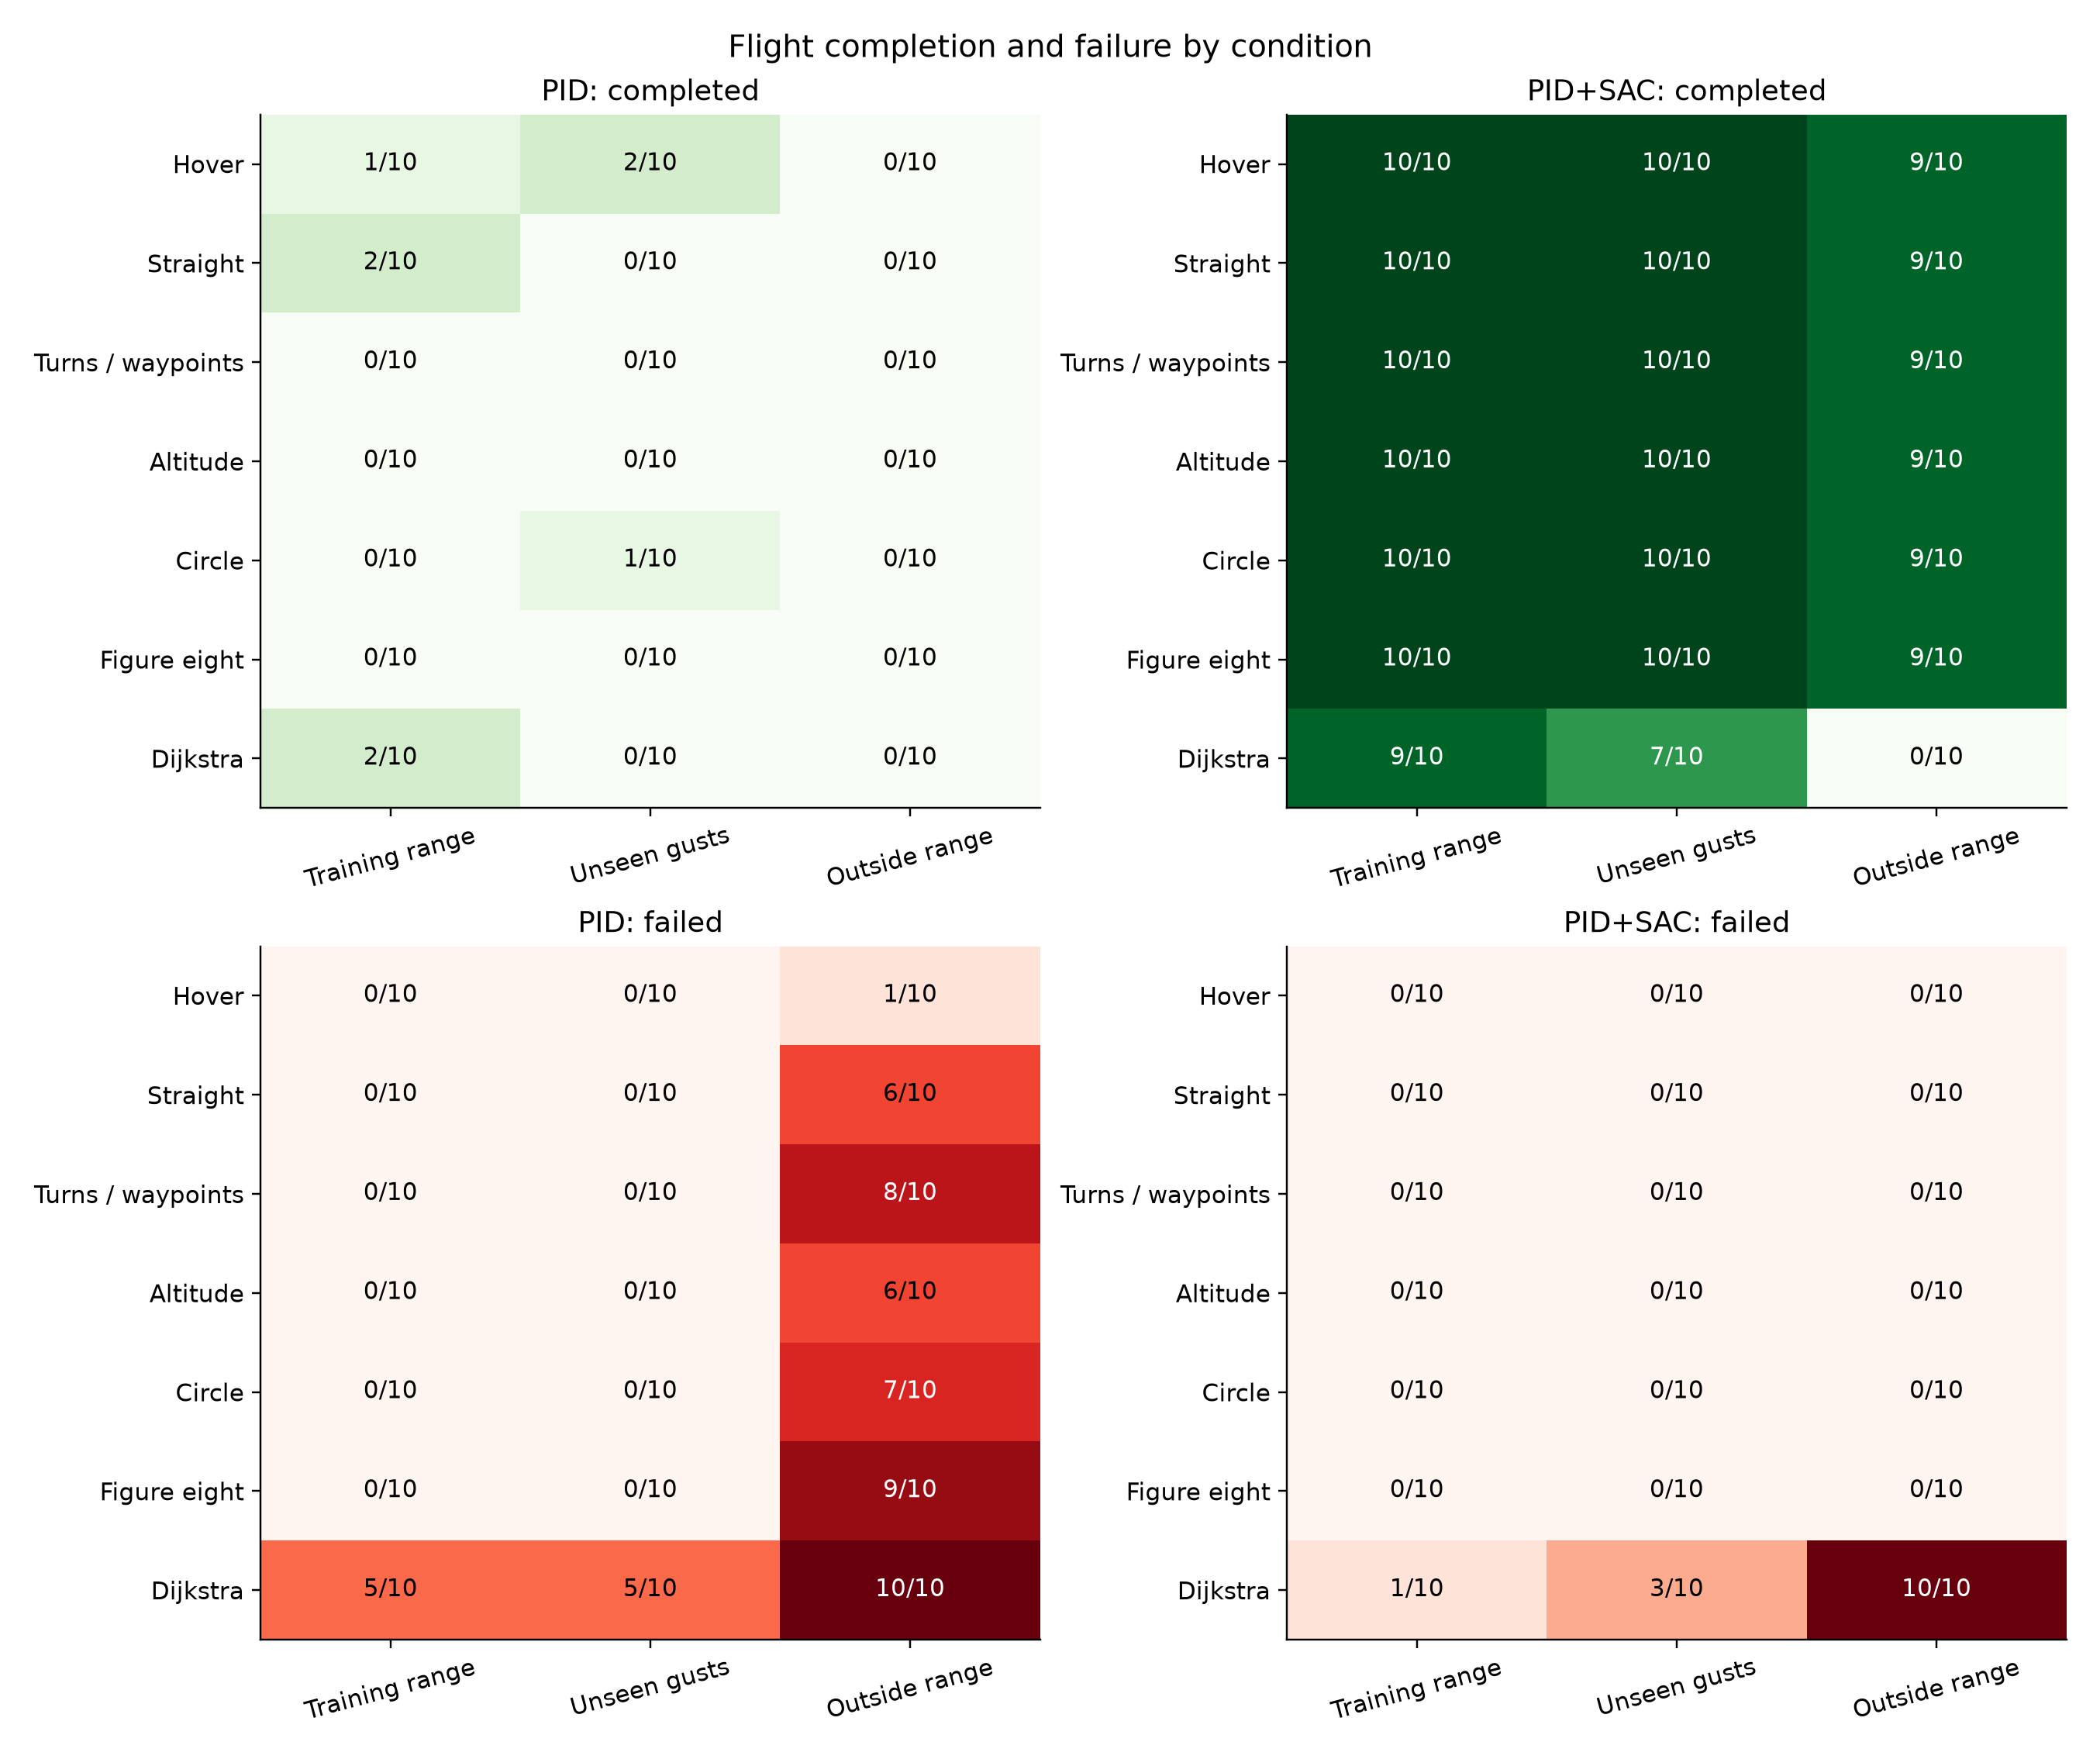 Flight completion and failure by condition
PID: completed
Hover 1/10 2/10 0/10
Straight 2/10 0/10 0/10
Turns / waypoints 0/10 0/10 0/10
Altitude 0/10 0/10 0/10
Circle 0/10 1/10 0/10
Figure eight 0/10 0/10 0/10
Dijkstra 2/10 0/10 0/10
Training range Unseen gusts Outside range
PID+SAC: completed
Hover 10/10 10/10 9/10
Straight 10/10 10/10 9/10
Turns / waypoints 10/10 10/10 9/10
Altitude 10/10 10/10 9/10
Circle 10/10 10/10 9/10
Figure eight 10/10 10/10 9/10
Dijkstra 9/10 7/10 0/10
Training range Unseen gusts Outside range
PID: failed
Hover 0/10 0/10 1/10
Straight 0/10 0/10 6/10
Turns / waypoints 0/10 0/10 8/10
Altitude 0/10 0/10 6/10
Circle 0/10 0/10 7/10
Figure eight 0/10 0/10 9/10
Dijkstra 5/10 5/10 10/10
Training range Unseen gusts Outside range
PID+SAC: failed
Hover 0/10 0/10 0/10
Straight 0/10 0/10 0/10
Turns / waypoints 0/10 0/10 0/10
Altitude 0/10 0/10 0/10
Circle 0/10 0/10 0/10
Figure eight 0/10 0/10 0/10
Dijkstra 1/10 3/10 10/10
Training range Unseen gusts Outside range